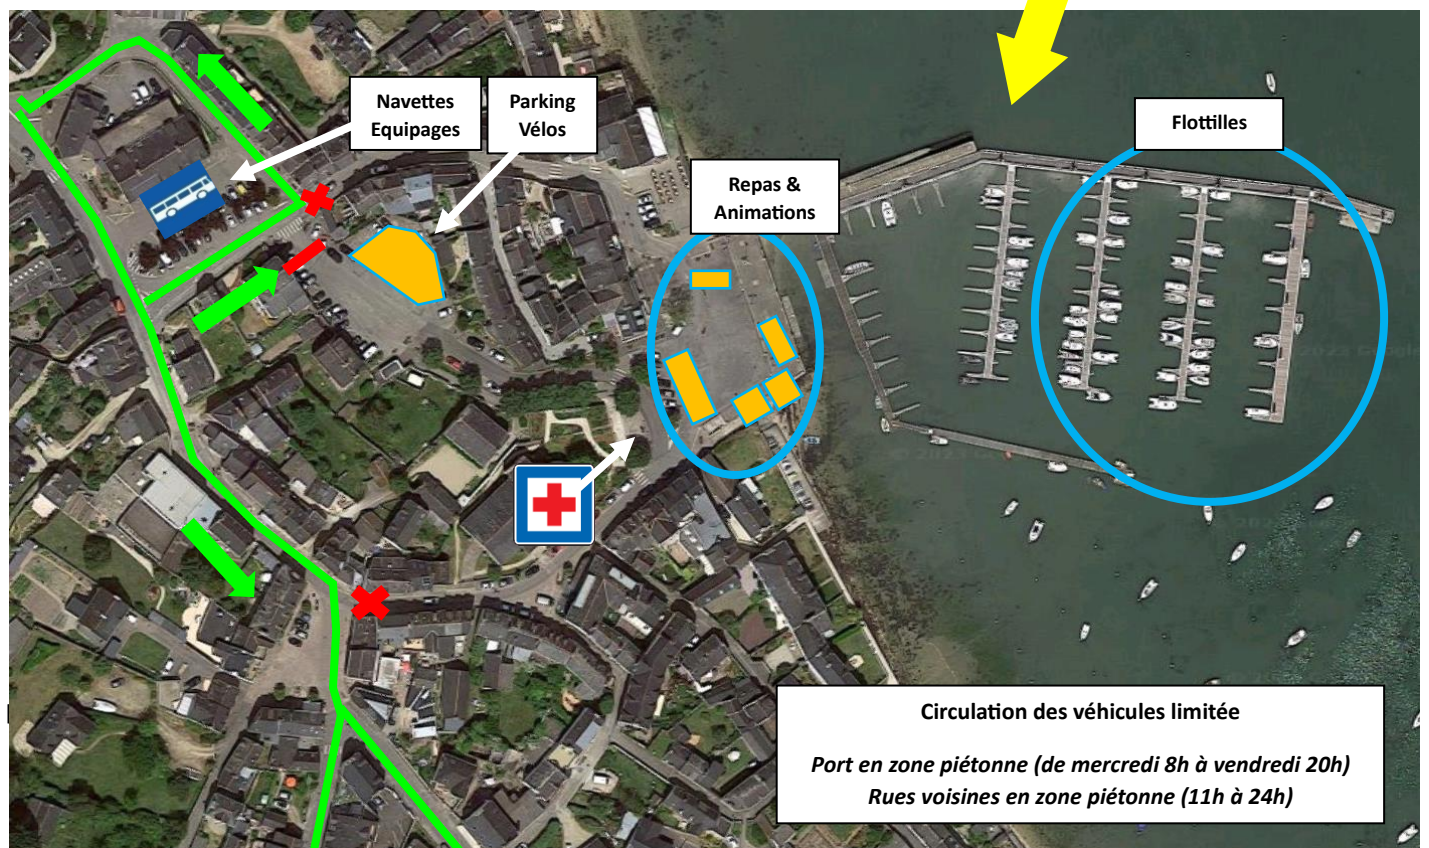 Navettes
Equipages
Parking
Vélos
Flottilles
Repas &
Animations
Circulation des véhicules limitée
Port en zone piétonne (de mercredi 8h à vendredi 20h)
Rues voisines en zone piétonne (11h à 24h)